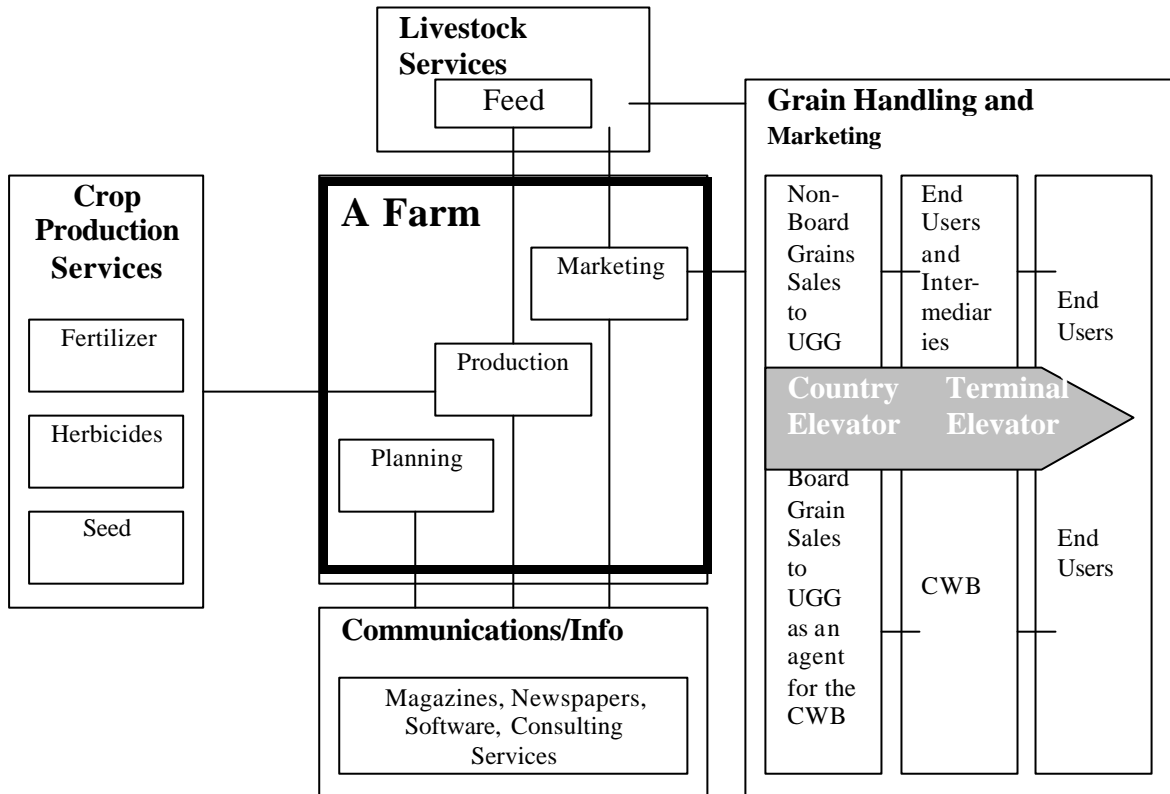 Livestock
Services
Feed
Grain Handling and
Marketing
Crop
Production
Services
Fertilizer
Herbicides
Seed
A Farm
Marketing
Production
Planning
Non-
Board
Grains
Sales
to
UGG
End
Users
and
Inter-
mediar
ies
End
Users
Country
Elevator
Terminal
Elevator
Board
Grain
Sales
to
UGG
as an
agent
for the
CWB
CWB
End
Users
Communications/Info
Magazines, Newspapers,
Software, Consulting
Services